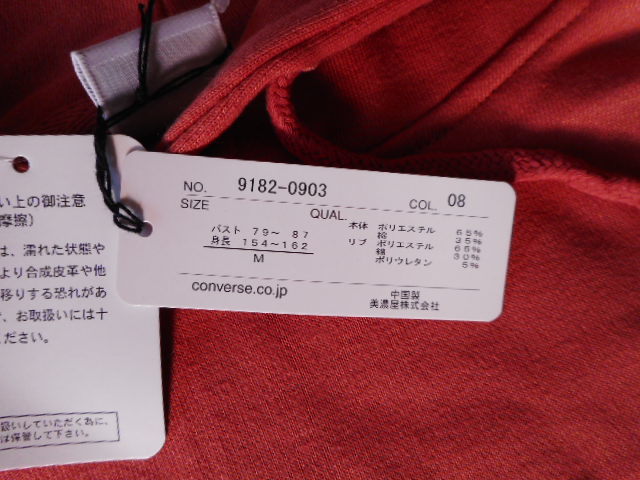 い上の御注意
摩擦)
は、濡れた状態や
より合成皮革や他
移りする恐れがあ
、お取扱いには十
ください。
扱いしていただく為に、
は保管して下さい。
NO. 9182-0903 COL. 08
SIZE QUAL.
バスト 79～ 87
身長 154～162
M
本体 ポリエステル 65%
綿 35%
リブ ポリエステル 65%
綿 30%
ポリウレタン 5%
converse.co.jp
中国製
美濃屋株式会社